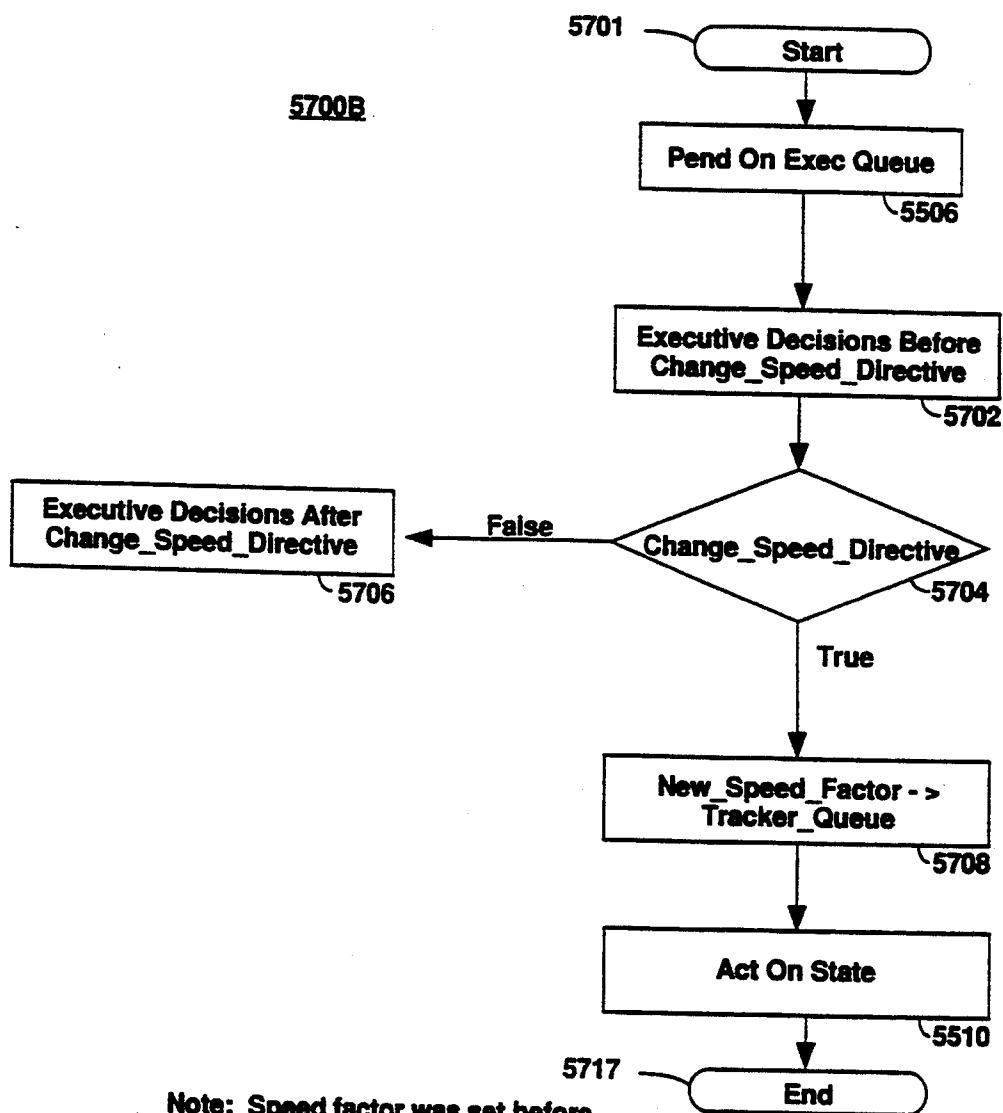 5701
Start
5700B
Pend On Exec Queue
5506
Executive Decisions Before
Change_Speed_Directive
5702
Executive Decisions After
Change_Speed_Directive
5706
False
Change_Speed_Directive
5704
True
New_Speed_Factor - >
Tracker_Queue
5708
Act On State
5510
5717
End
Note: Speed factor was set before